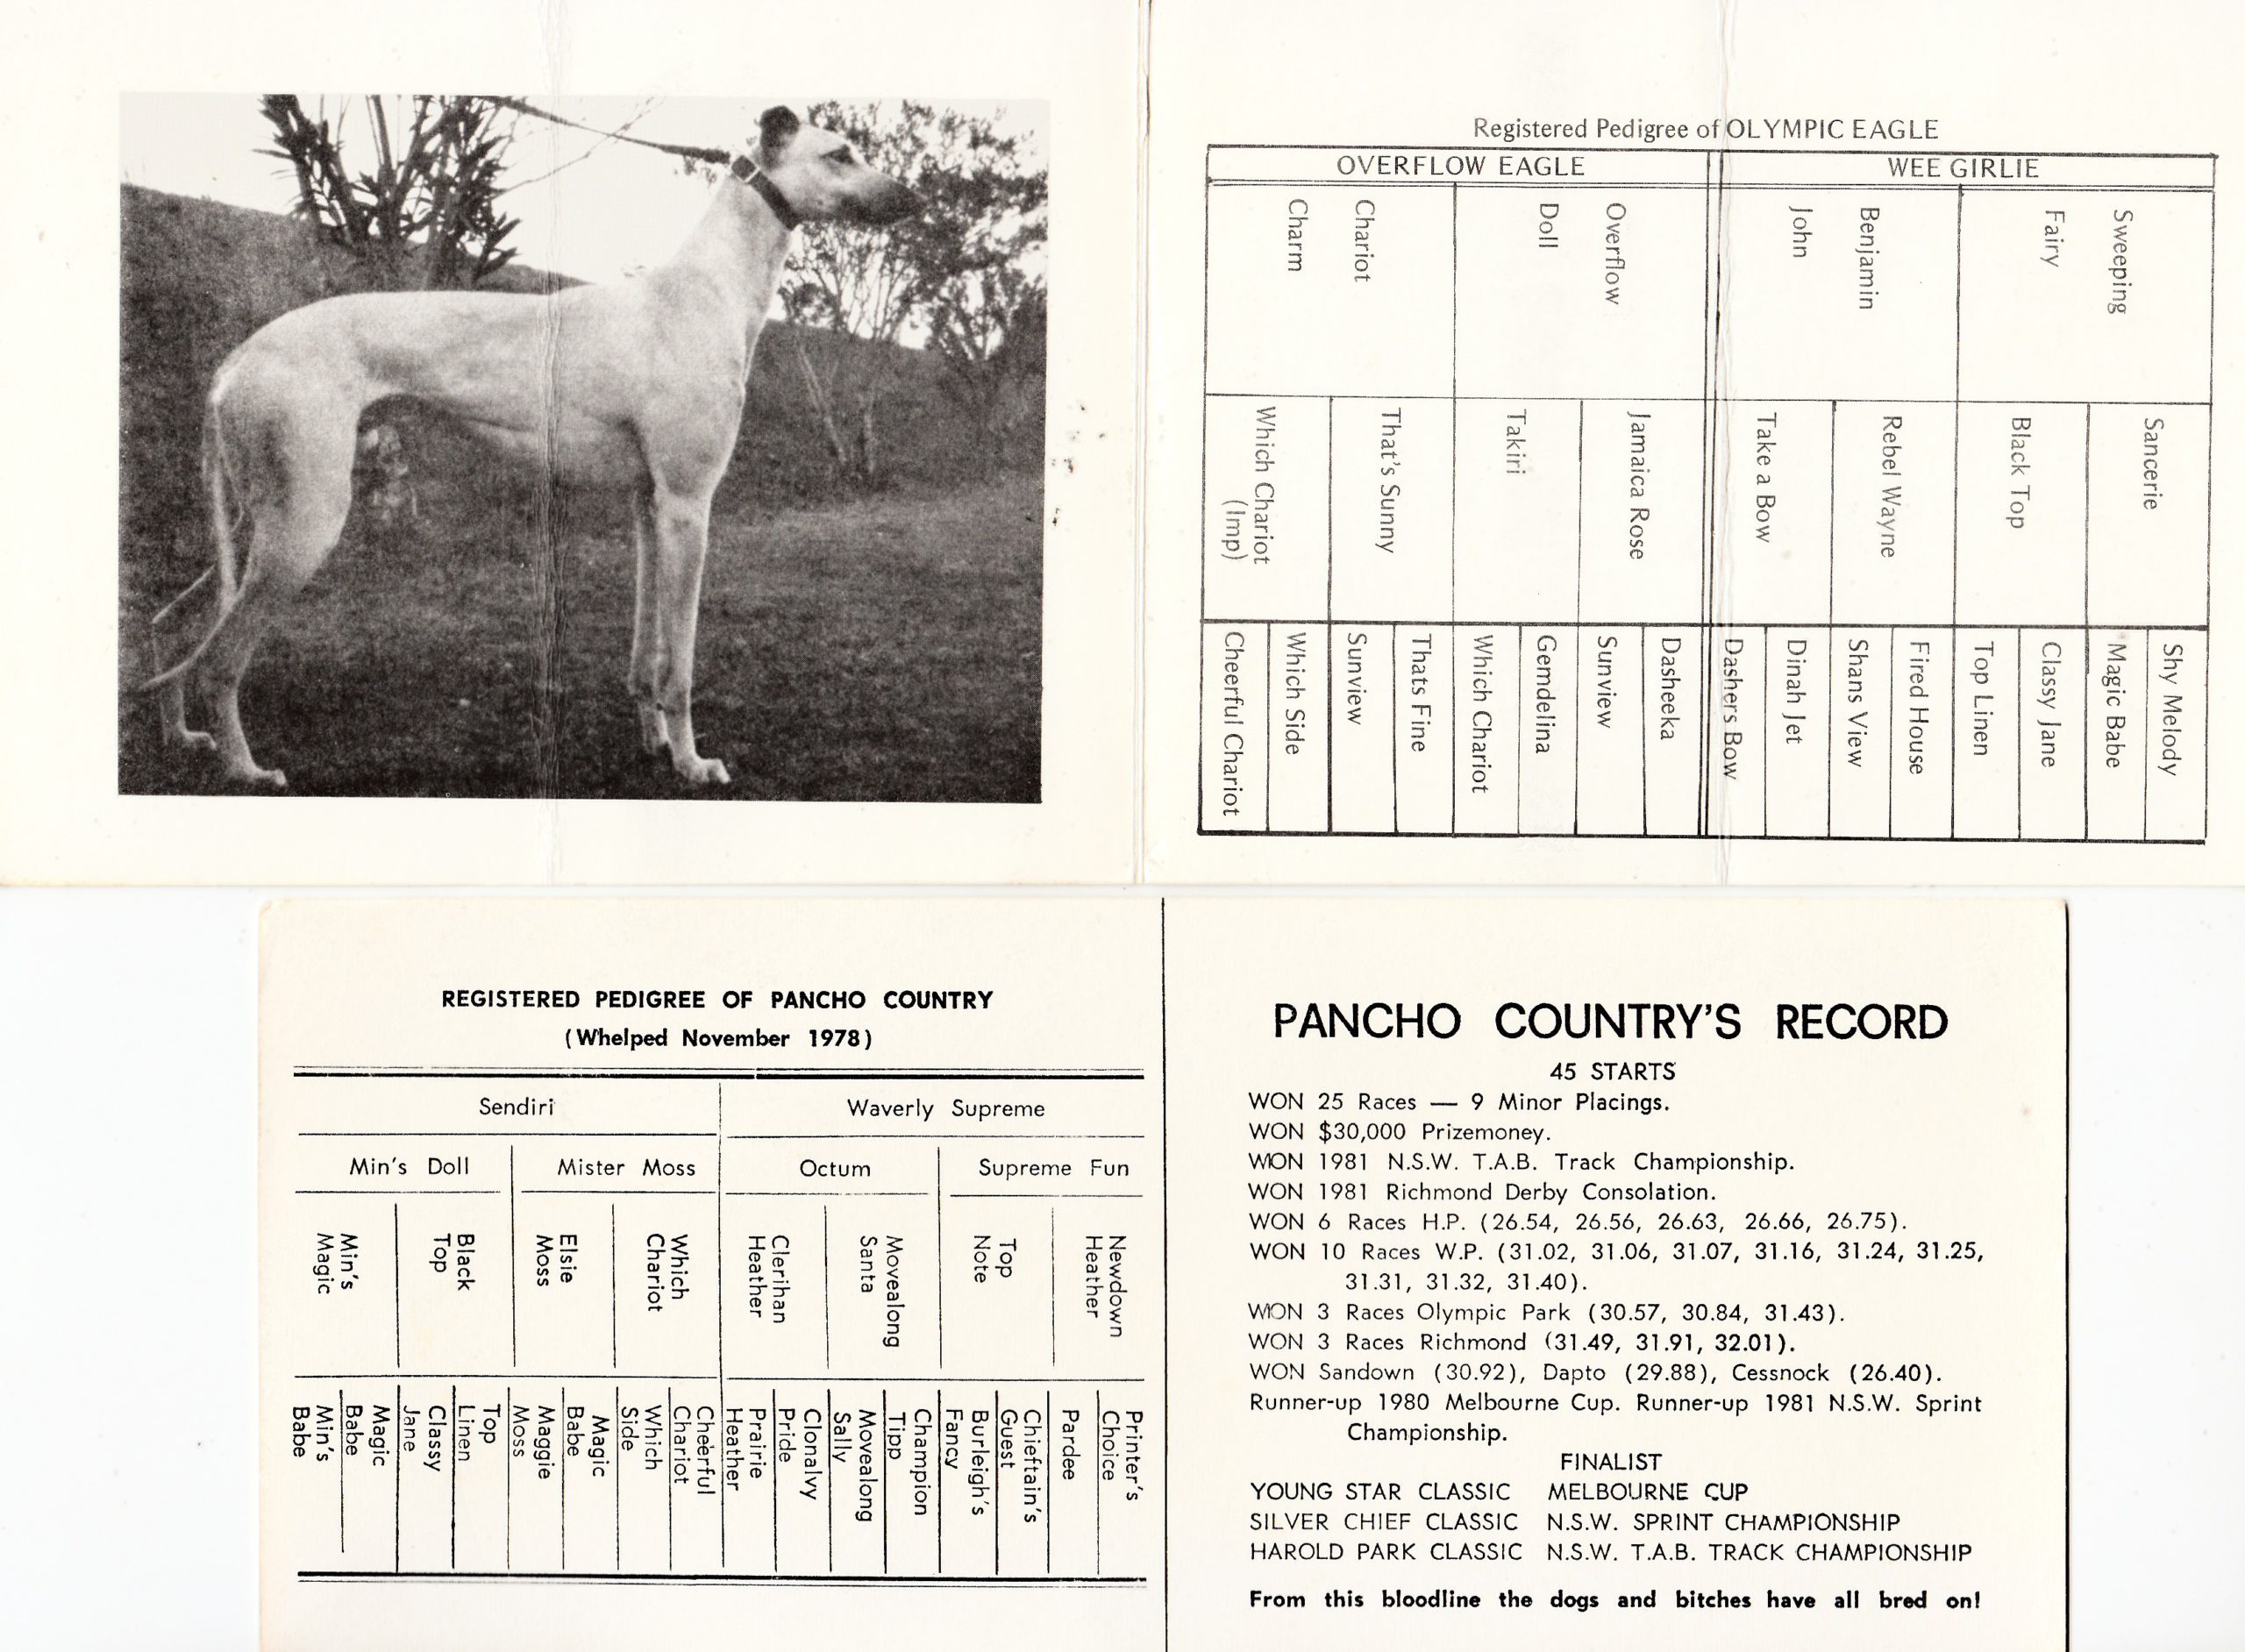 Registered Pedigree of OLYMPIC EAGLE
OVERFLOW EAGLE
WEE GIRLIE
Chariot
Charm
Overflow
Doll
Benjamin
John
Sweeping
Fairy
Which Chariot
(Imp)
That's Sunny
Takiri
Jamaica Rose
Take a Bow
Rebel Wayne
Black Top
Sancerie
Cheerful Chariot
Which Side
Sunview
Thats Fine
Which Chariot
Gemdelina
Sunview
Dasheeka
Dashers Bow
Dinah Jet
Shans View
Fired House
Top Linen
Classy Jane
Magic Babe
Shy Melody
REGISTERED PEDIGREE OF PANCHO COUNTRY
(Whelped November 1978)
Sendiri
Waverly Supreme
Min's Doll
Mister Moss
Octum
Supreme Fun
Min's
Magic
Black
Top
Elsie
Moss
Which
Chariot
Clerihan
Heather
Movealong
Santa
Top
Note
Newdown
Heather
Min's
Babe
Magic
Babe
Classy
Jane
Top
Linen
Maggie
Moss
Magic
Babe
Which
Side
Cheerful
Chariot
Prairie
Heather
Clonalvy
Pride
Movealong
Sally
Champion
Tipp
Burleigh's
Fancy
Chieftain's
Guest
Pardee
Printer's
Choice
PANCHO COUNTRY'S RECORD
45 STARTS
WON 25 Races — 9 Minor Placings.
WON $30,000 Prizemoney.
WON 1981 N.S.W. T.A.B. Track Championship.
WON 1981 Richmond Derby Consolation.
WON 6 Races H.P. (26.54, 26.56, 26.63, 26.66, 26.75).
WON 10 Races W.P. (31.02, 31.06, 31.07, 31.16, 31.24, 31.25,
31.31, 31.32, 31.40).
WON 3 Races Olympic Park (30.57, 30.84, 31.43).
WON 3 Races Richmond (31.49, 31.91, 32.01).
WON Sandown (30.92), Dapto (29.88), Cessnock (26.40).
Runner-up 1980 Melbourne Cup. Runner-up 1981 N.S.W. Sprint
Championship.
FINALIST
YOUNG STAR CLASSIC MELBOURNE CUP
SILVER CHIEF CLASSIC N.S.W. SPRINT CHAMPIONSHIP
HAROLD PARK CLASSIC N.S.W. T.A.B. TRACK CHAMPIONSHIP
From this bloodline the dogs and bitches have all bred on!